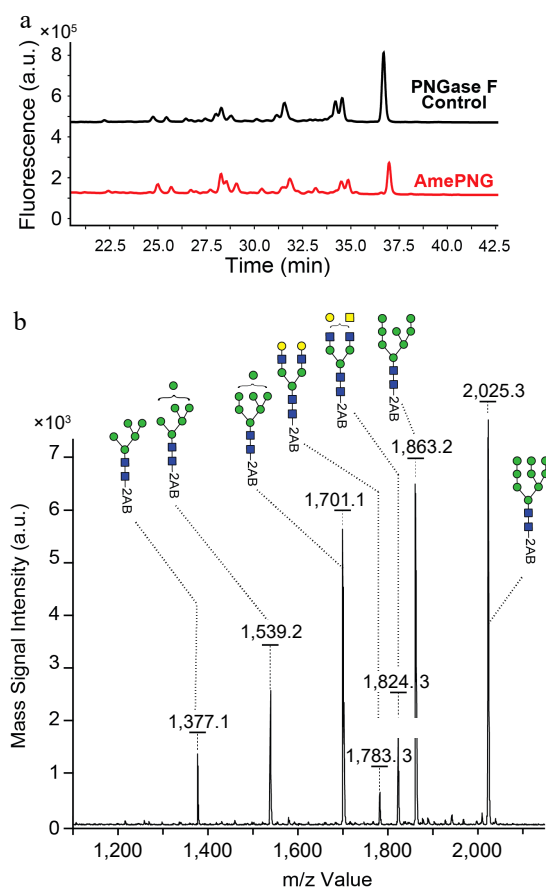 a
×10⁵
8
6
4
2
0
Fluorescence (a.u.)
PNGase F
Control
AmePNG
22.5 25.0 27.5 30.0 32.5 35.0 37.5 40.0 42.5
Time (min)
b
×10³
2AB
2AB
2AB
2AB
2AB
2AB
2AB
2,025.3
1,863.2
1,701.1
1,539.2
1,824.3
1,377.1
1,783.3
7
6
5
4
3
2
1
0
Mass Signal Intensity (a.u.)
1,200 1,400 1,600 1,800 2,000
m/z Value